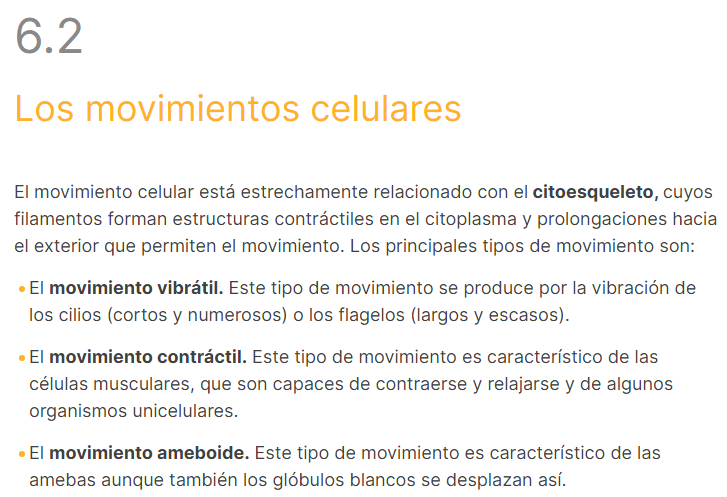 6.2
Los movimientos celulares
El movimiento celular está estrechamente relacionado con el citoesqueleto, cuyos
filamentos forman estructuras contráctiles en el citoplasma y prolongaciones hacia
el exterior que permiten el movimiento. Los principales tipos de movimiento son:
• El movimiento vibrátil. Este tipo de movimiento se produce por la vibración de
los cilios (cortos y numerosos) o los flagelos (largos y escasos).
• El movimiento contráctil. Este tipo de movimiento es característico de las
células musculares, que son capaces de contraerse y relajarse y de algunos
organismos unicelulares.
• El movimiento ameboide. Este tipo de movimiento es característico de las
amebas aunque también los glóbulos blancos se desplazan así.